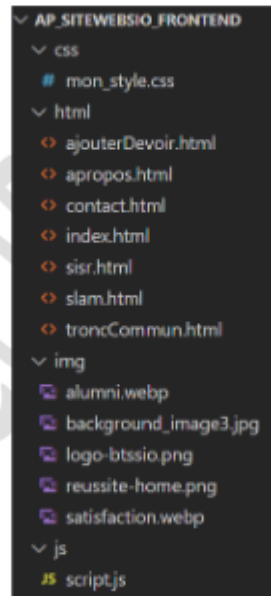 AP_SITEWEBSIO_FRONTEND
css
# mon_style.css
html
<> ajouterDevoir.html
<> apropos.html
<> contact.html
<> index.html
<> sisr.html
<> slam.html
<> troncCommun.html
img
alumni.webp
background_image3.jpg
logo-btssio.png
reussite-home.png
satisfaction.webp
js
JS script.js